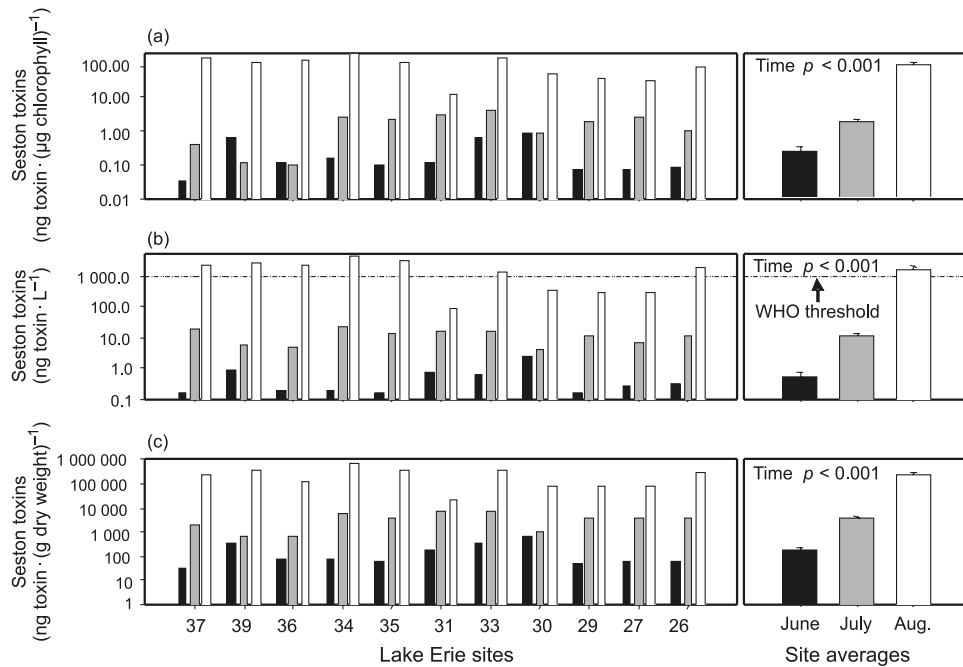 (a)
Seston toxins
(ng toxin · (µg chlorophyll)⁻¹
100.00
10.00
1.00
0.10
0.01
Time p < 0.001
(b)
Seston toxins
(ng toxin · L⁻¹)
1 000.0
100.0
10.0
1.0
0.1
Time p < 0.001
WHO threshold
(c)
Seston toxins
(ng toxin · (g dry weight)⁻¹)
1 000 000
100 000
10 000
1 000
100
10
1
Time p < 0.001
37 39 36 34 35 31 33 30 29 27 26
June July Aug.
Lake Erie sites
Site averages